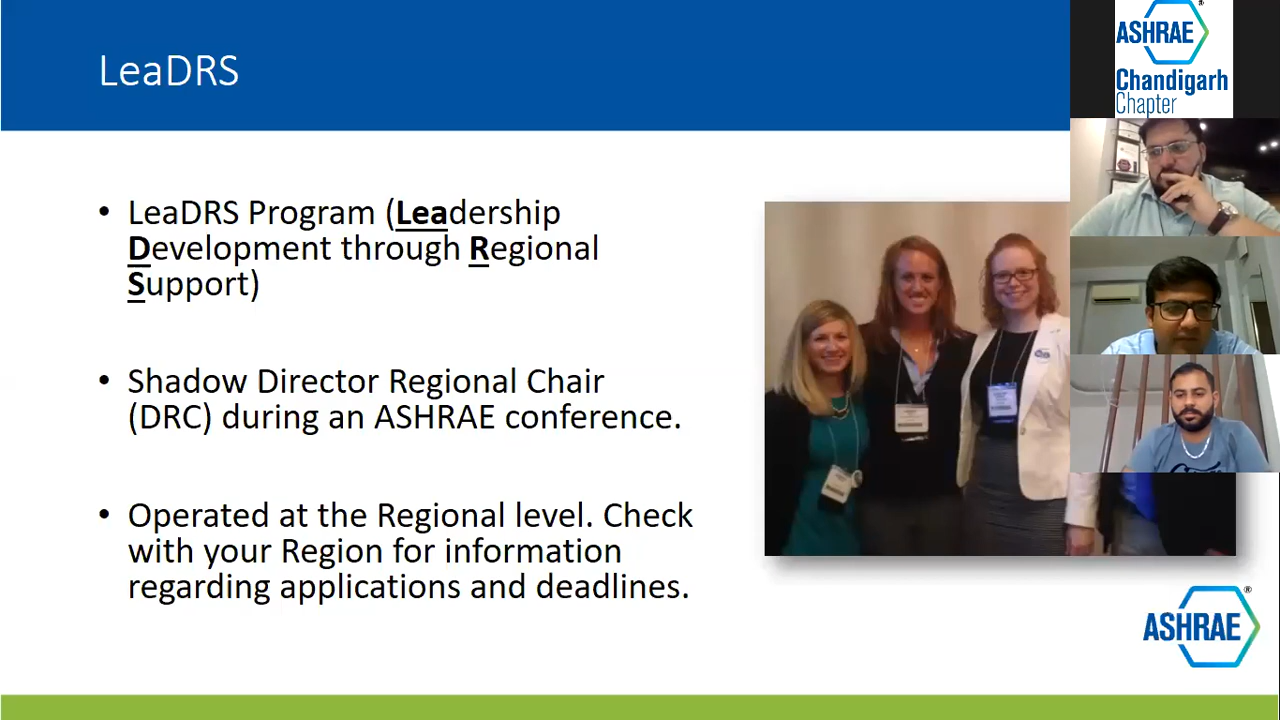 LeaDRS
• LeaDRS Program (Leadership
Development through Regional
Support)
• Shadow Director Regional Chair
(DRC) during an ASHRAE conference.
• Operated at the Regional level. Check
with your Region for information
regarding applications and deadlines.
ASHRAE®
Chandigarh
Chapter
ASHRAE®